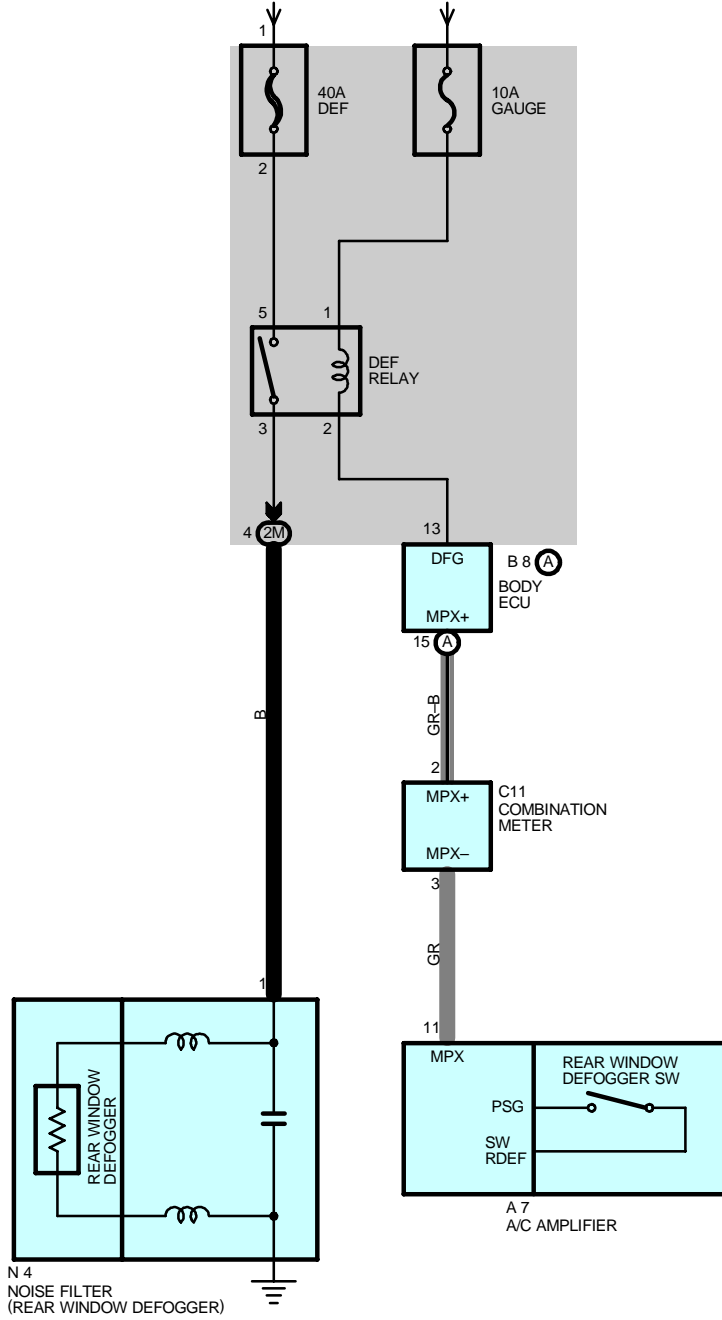 1
40A
DEF
10A
GAUGE
2
5
1
DEF
RELAY
3
2
4
2M
13
DFG
B 8
A
BODY
ECU
MPX+
15
A
B
GR–B
2
MPX+
C11
COMBINATION
METER
MPX–
3
GR
1
11
MPX
REAR WINDOW
DEFOGGER SW
PSG
SW
RDEF
REAR WINDOW
DEFOGGER
A 7
A/C AMPLIFIER
N 4
NOISE FILTER
(REAR WINDOW DEFOGGER)